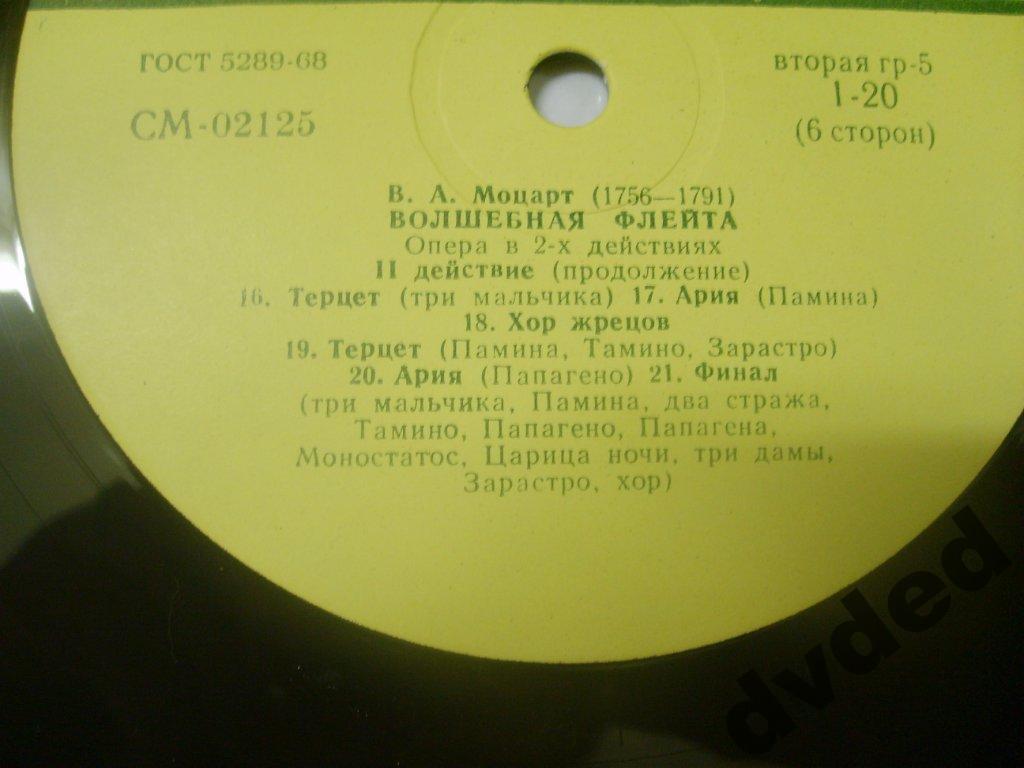 ГОСТ 5289-68
вторая гр-5
СМ-02125
1-20
(6 сторон)
В. А. Моцарт (1756—1791)
ВОЛШЕБНАЯ ФЛЕЙТА
Опера в 2-х действиях
II действие (продолжение)
16. Терцет (три мальчика) 17. Ария (Памина)
18. Хор жрецов
19. Терцет (Памина, Тамино, Зарастро)
20. Ария (Папагено) 21. Финал
(три мальчика, Памина, два стража,
Тамино, Папагено, Папагена,
Моностатос, Царица ночи, три дамы,
Зарастро, хор)
dvded